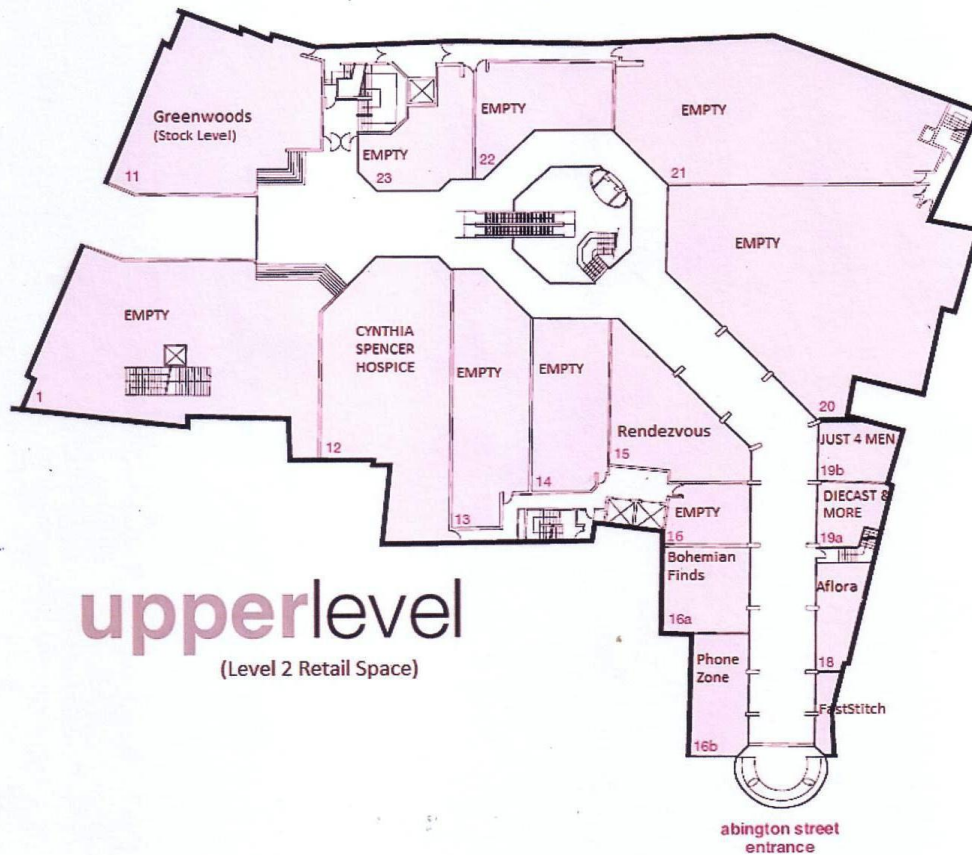 Greenwoods
(Stock Level)
11
EMPTY
23
EMPTY
22
EMPTY
21
EMPTY
20
EMPTY
1
CYNTHIA
SPENCER
HOSPICE
12
EMPTY
13
EMPTY
14
Rendezvous
15
JUST 4 MEN
19b
DIECAST &
MORE
19a
EMPTY
16
Bohemian
Finds
16a
Aflora
18
Phone
Zone
16b
FastStitch
upperlevel
(Level 2 Retail Space)
abington street
entrance